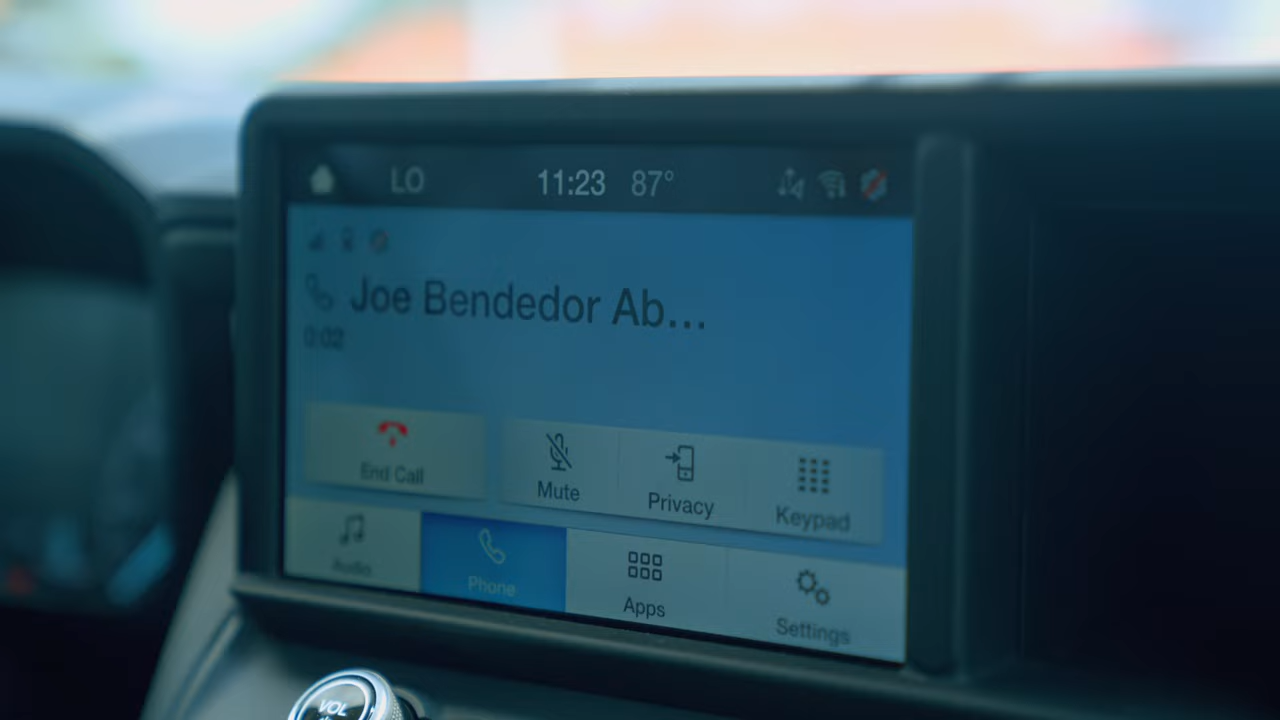 LO 11:23 87°
Joe Bendedor Ab...
0:02
End Call Mute Privacy Keypad
Audio Phone Apps Settings
VOL